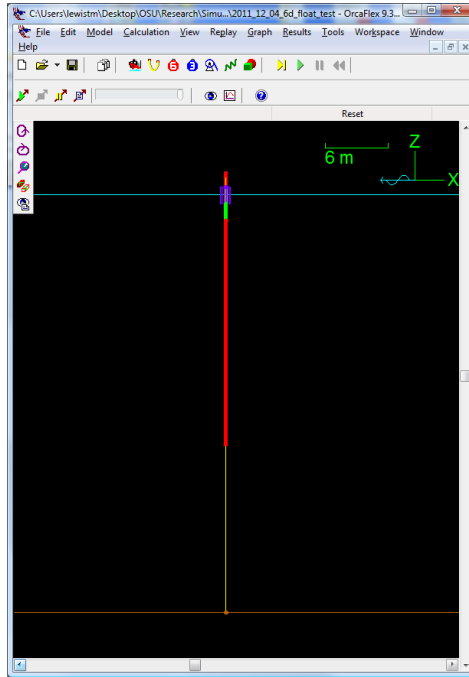 C:\Users\lewistm\Desktop\OSU\Research\Simu...\2011_12_04_6d_float_test - OrcaFlex 9.3...
File Edit Model Calculation View Replay Graph Results Tools Workspace Window
Help
Reset
6 m
Z
X